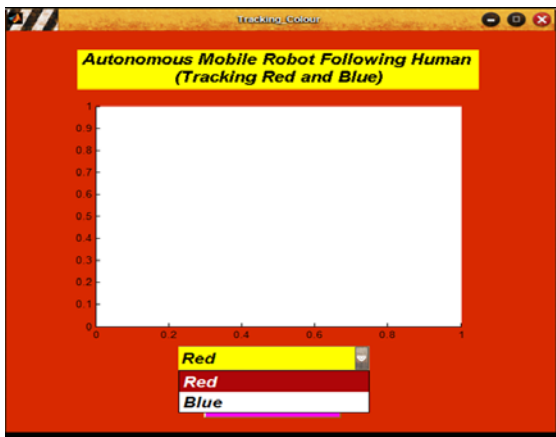 Tracking_Colour
Autonomous Mobile Robot Following Human
(Tracking Red and Blue)
1
0.9
0.8
0.7
0.6
0.5
0.4
0.3
0.2
0.1
0
0 0.2 0.4 0.6 0.8 1
Red
Red
Blue